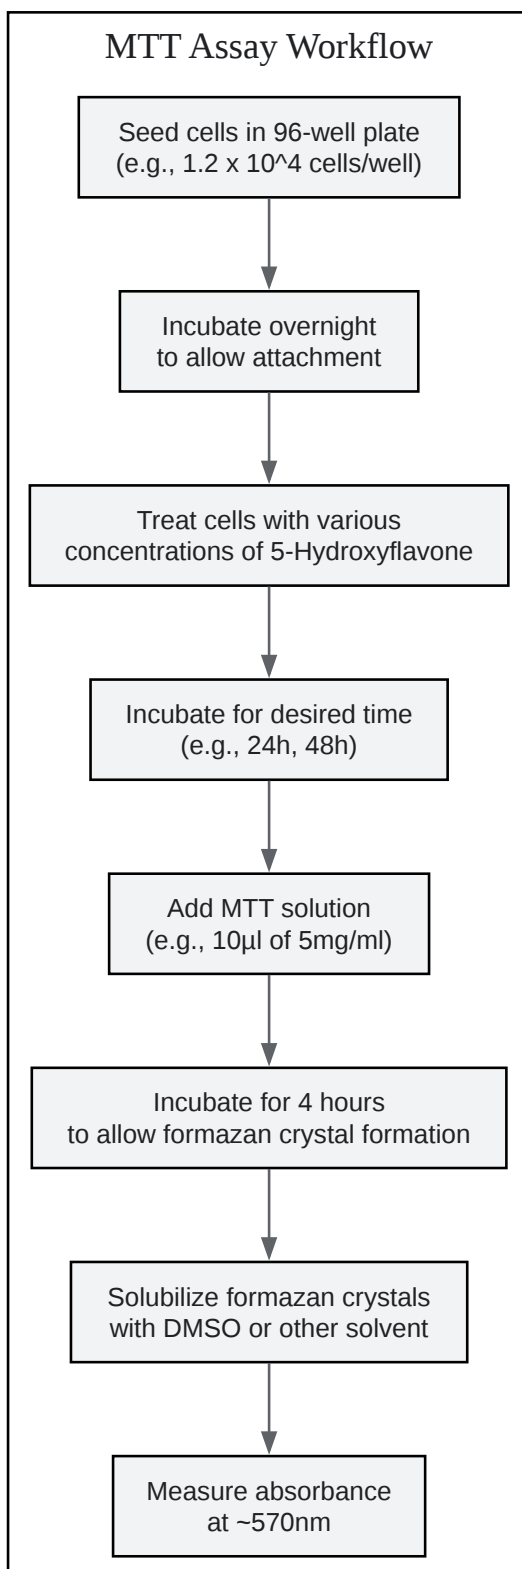 MTT Assay Workflow
Seed cells in 96-well plate
(e.g., 1.2 x 10^4 cells/well)
Incubate overnight
to allow attachment
Treat cells with various
concentrations of 5-Hydroxyflavone
Incubate for desired time
(e.g., 24h, 48h)
Add MTT solution
(e.g., 10µl of 5mg/ml)
Incubate for 4 hours
to allow formazan crystal formation
Solubilize formazan crystals
with DMSO or other solvent
Measure absorbance
at ~570nm